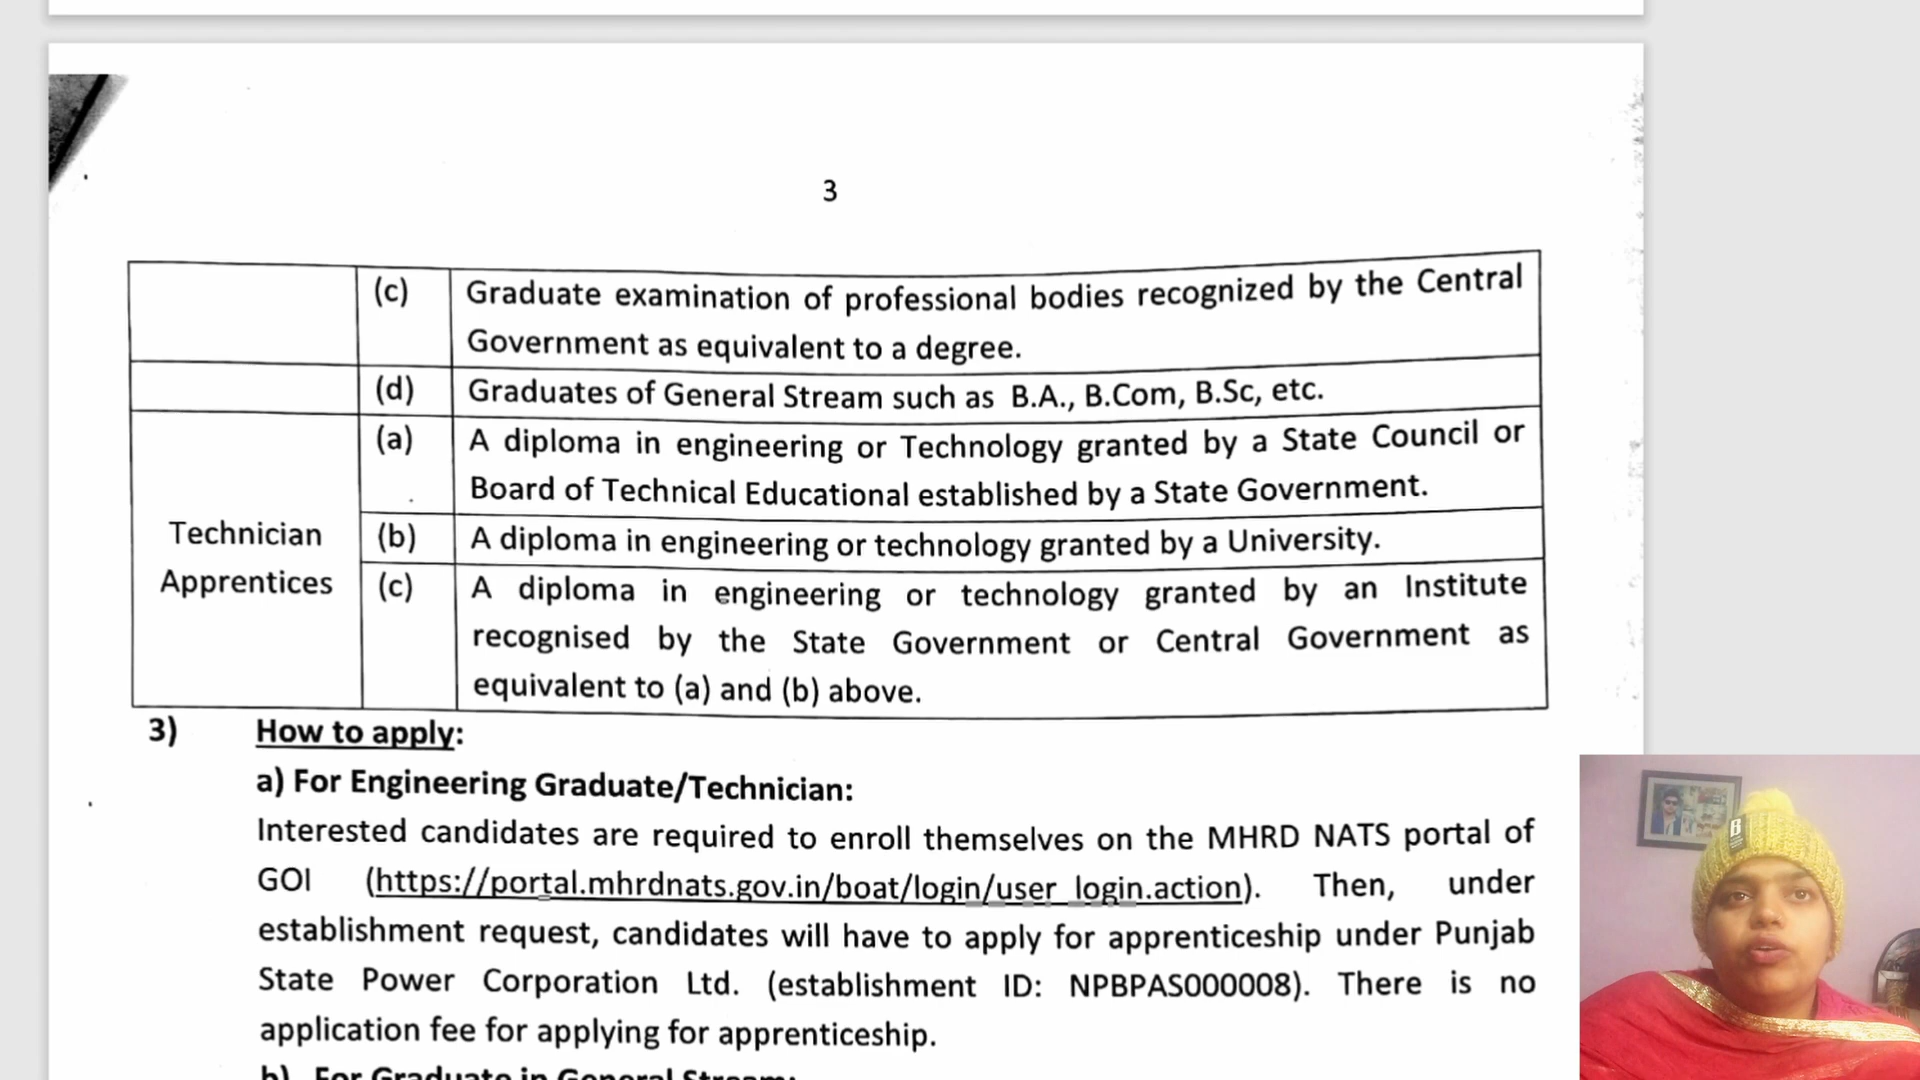 3
(c) Graduate examination of professional bodies recognized by the Central
Government as equivalent to a degree.
(d) Graduates of General Stream such as B.A., B.Com, B.Sc, etc.
Technician
Apprentices
(a) A diploma in engineering or Technology granted by a State Council or
Board of Technical Educational established by a State Government.
(b) A diploma in engineering or technology granted by a University.
(c) A diploma in engineering or technology granted by an Institute
recognised by the State Government or Central Government as
equivalent to (a) and (b) above.
3) How to apply:
a) For Engineering Graduate/Technician:
Interested candidates are required to enroll themselves on the MHRD NATS portal of
GOI (https://portal.mhrdnats.gov.in/boat/login/user_login.action). Then, under
establishment request, candidates will have to apply for apprenticeship under Punjab
State Power Corporation Ltd. (establishment ID: NPBPAS000008). There is no
application fee for applying for apprenticeship.
b) For Graduate in General Stream:
B